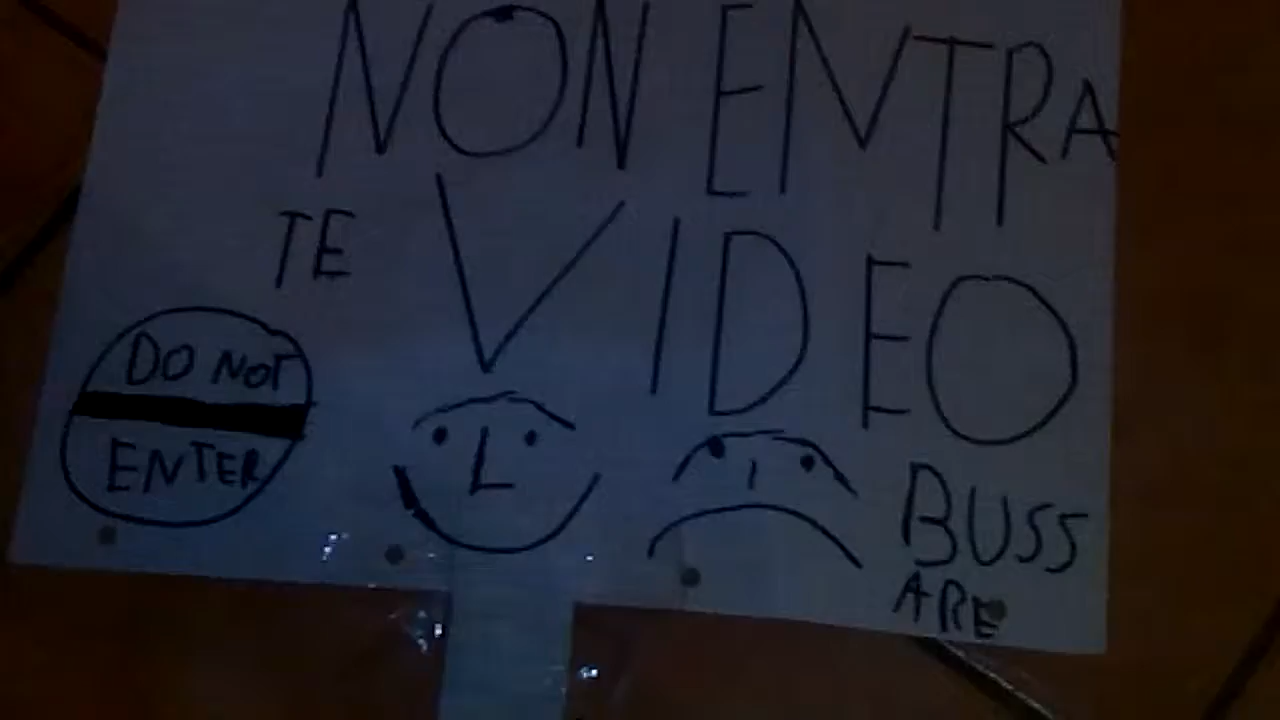 NON ENTRA
TE VIDEO
DO NOT
ENTER
BUSS
ARE